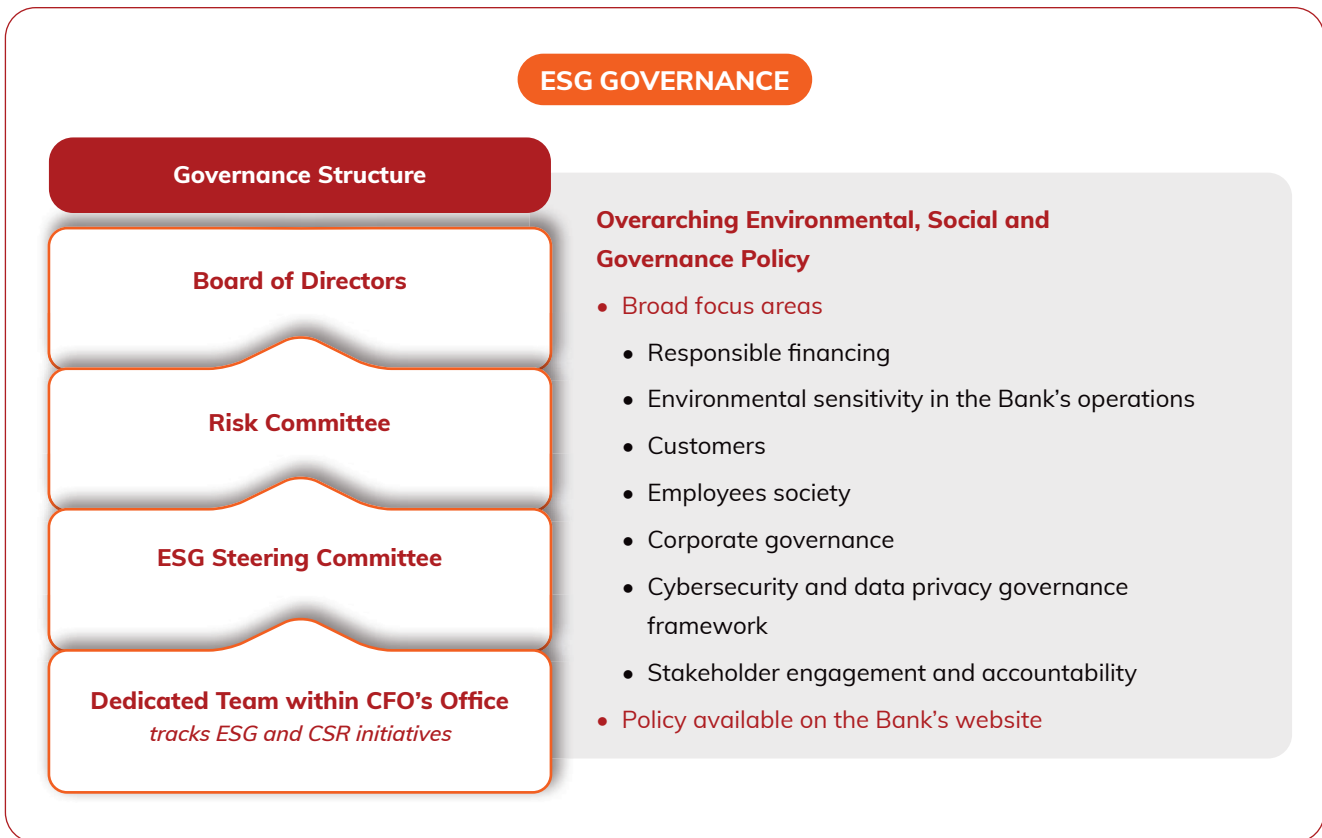 ESG GOVERNANCE
Governance Structure
Board of Directors
Risk Committee
ESG Steering Committee
Dedicated Team within CFO’s Office
tracks ESG and CSR initiatives
Overarching Environmental, Social and
Governance Policy
• Broad focus areas
• Responsible financing
• Environmental sensitivity in the Bank’s operations
• Customers
• Employees society
• Corporate governance
• Cybersecurity and data privacy governance
framework
• Stakeholder engagement and accountability
• Policy available on the Bank’s website